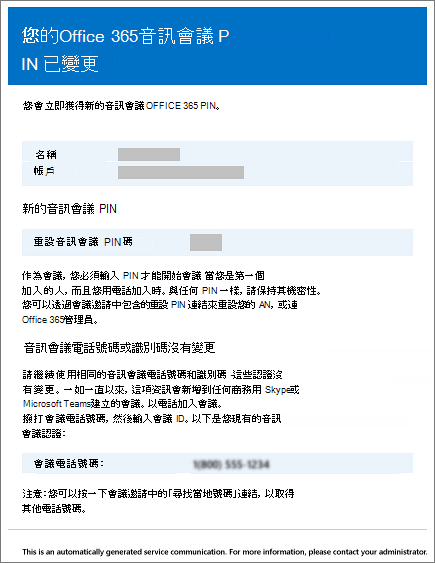 您的Office 365音訊會議 P
IN 已變更
您會立即獲得新的音訊會議OFFICE 365 PIN。
名稱
帳戶
新的音訊會議 PIN
重設音訊會議 PIN碼
作為會議，您必須輸入 PIN 才能開始會議 當您是第一個
加入的人，而且您用電話加入時。與任何 PIN 一樣，請保持其機密性。
您可以透過會議邀請中包含的重設 PIN 連結來重設您的 AN，或連
Office 365管理員。
音訊會議電話號碼或識別碼沒有變更
請繼續使用相同的音訊會議電話號碼和識別碼 -這些認證沒
有變更。一如一直以來，這項資訊會新增到任何商務用 Skype或
Microsoft Teams建立的會議。以電話加入會議。
撥打會議電話號碼，然後輸入會議 ID。以下是您現有的音訊
會議認證：
會議電話號碼： 1(800) 555-1234
注意：您可以按一下會議邀請中的「尋找當地號碼」連結，以取得
其他電話號碼。
This is an automatically generated service communication. For more information, please contact your administrator.